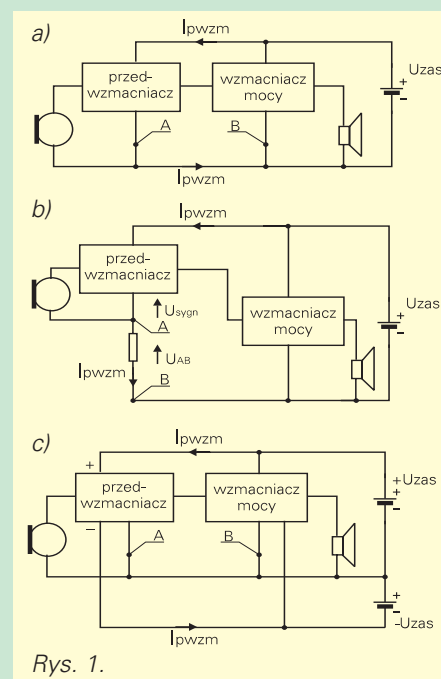 a)
Ipwzm
Uzas
+
-
przed-
wzmacniacz
wzmacniacz
mocy
A
B
Ipwzm
b)
Ipwzm
przed-
wzmacniacz
Usygn
A
UAB
Ipwzm
B
wzmacniacz
mocy
Uzas
+
-
c)
Ipwzm
+
przed-
wzmacniacz
-
wzmacniacz
mocy
A
B
+Uzas
+
-
+
-
-Uzas
Ipwzm
Rys. 1.